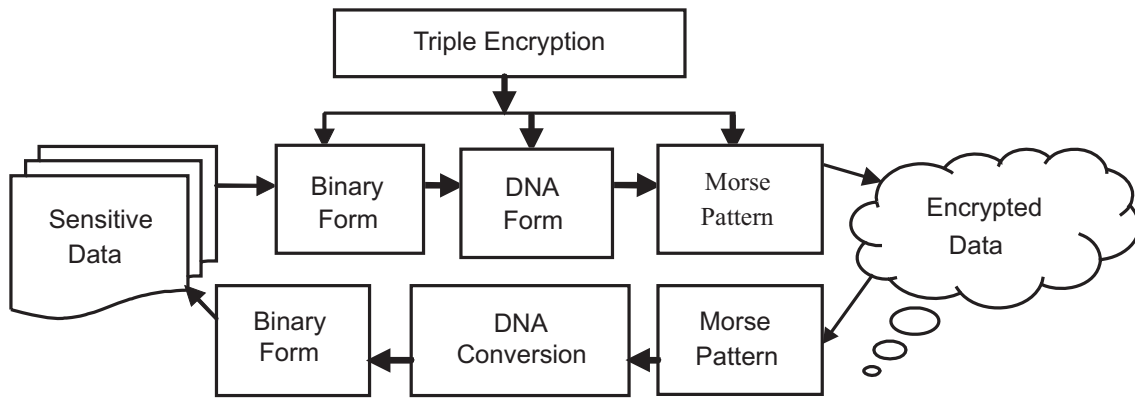 Triple Encryption
Sensitive
Data
Binary
Form
DNA
Form
Morse
Pattern
Encrypted
Data
Binary
Form
DNA
Conversion
Morse
Pattern